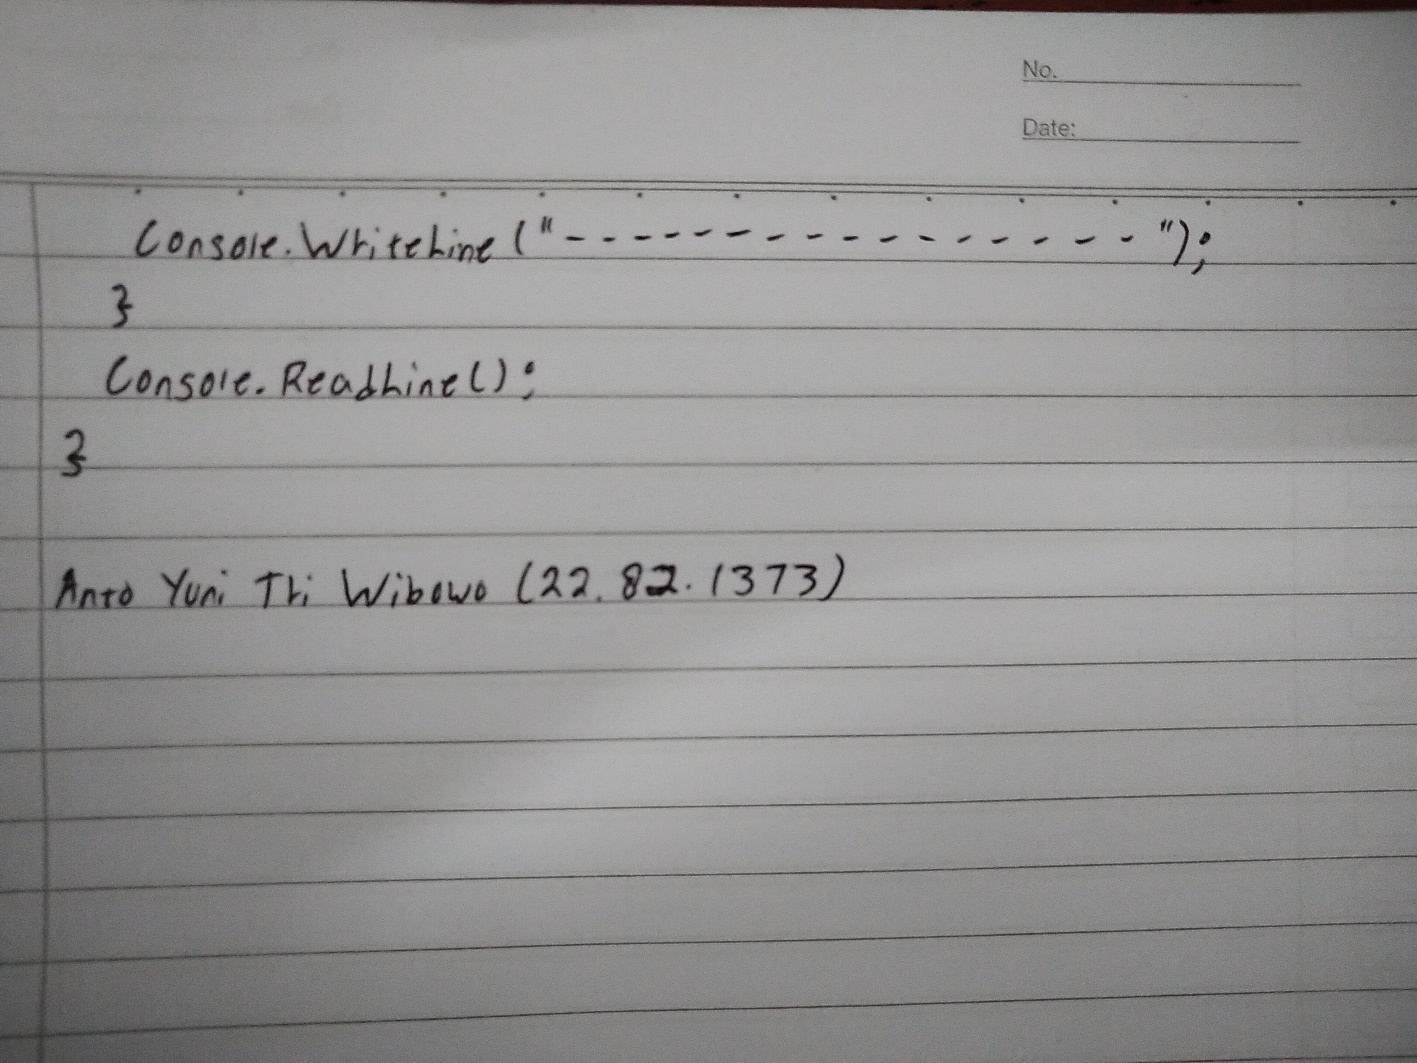 No.
Date:
Console.WriteLine("----------------");
}
Console.ReadLine();
}
Anto Yuni Tri Wibowo (22.82.1373)